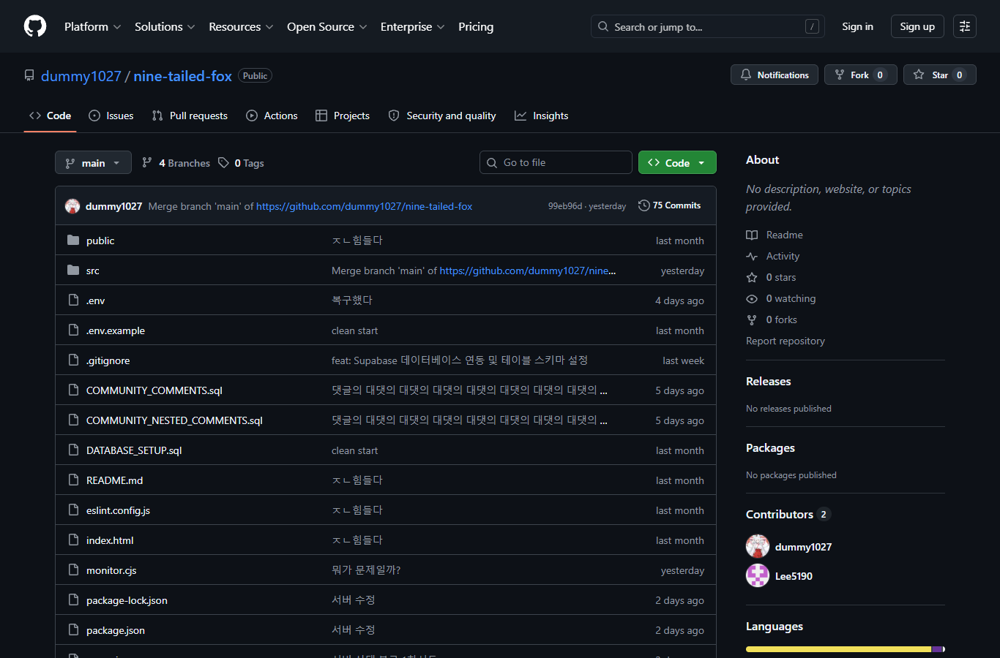 Platform Solutions Resources Open Source Enterprise Pricing Search or jump to... / Sign in Sign up
dummy1027 / nine-tailed-fox Public Notifications Fork 0 Star 0
Code Issues Pull requests Actions Projects Security and quality Insights
main 4 Branches 0 Tags Go to file Code
dummy1027 Merge branch 'main' of https://github.com/dummy1027/nine-tailed-fox 99eb96d · yesterday 75 Commits
public ㅈㄴ힘들다 last month
src Merge branch 'main' of https://github.com/dummy1027/nine... yesterday
.env 복구했다 4 days ago
.env.example clean start last month
.gitignore feat: Supabase 데이터베이스 연동 및 테이블 스키마 설정 last week
COMMUNITY_COMMENTS.sql 댓글의 대댓의 대댓의 대댓의 대댓의 대댓의 대댓의 대댓의 ... 5 days ago
COMMUNITY_NESTED_COMMENTS.sql 댓글의 대댓의 대댓의 대댓의 대댓의 대댓의 대댓의 대댓의 ... 5 days ago
DATABASE_SETUP.sql clean start last month
README.md ㅈㄴ힘들다 last month
eslint.config.js ㅈㄴ힘들다 last month
index.html ㅈㄴ힘들다 last month
monitor.cjs 뭐가 문제일까? yesterday
package-lock.json 서버 수정 2 days ago
package.json 서버 수정 2 days ago
About
No description, website, or topics
provided.
Readme
Activity
0 stars
0 watching
0 forks
Report repository
Releases
No releases published
Packages
No packages published
Contributors 2
dummy1027
Lee5190
Languages